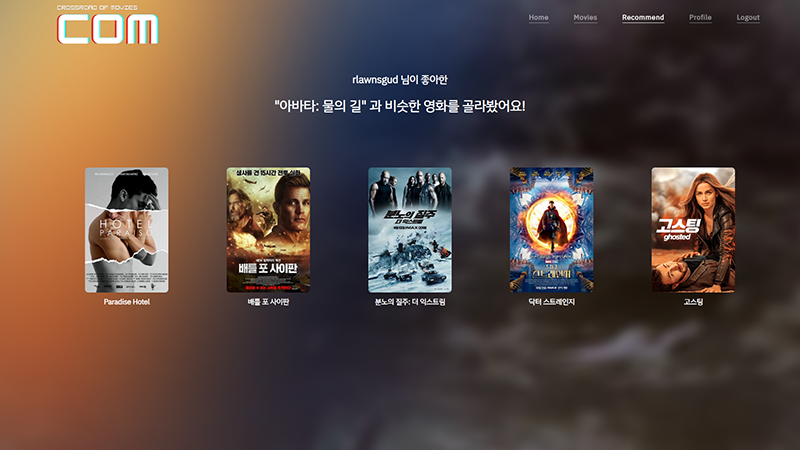 CROSSROAD OF MOVIES
COM
Home Movies Recommend Profile Logout
rlawnsgud 님이 좋아한
"아바타: 물의 길" 과 비슷한 영화를 골라봤어요!
HOTEL
생사를 건 15시간 전투 실화
배틀 포 사이판
분노의 질주
더 익스트림
닥터 스트레인지
고스팅
ghosted
Paradise Hotel
배틀 포 사이판
분노의 질주: 더 익스트림
닥터 스트레인지
고스팅